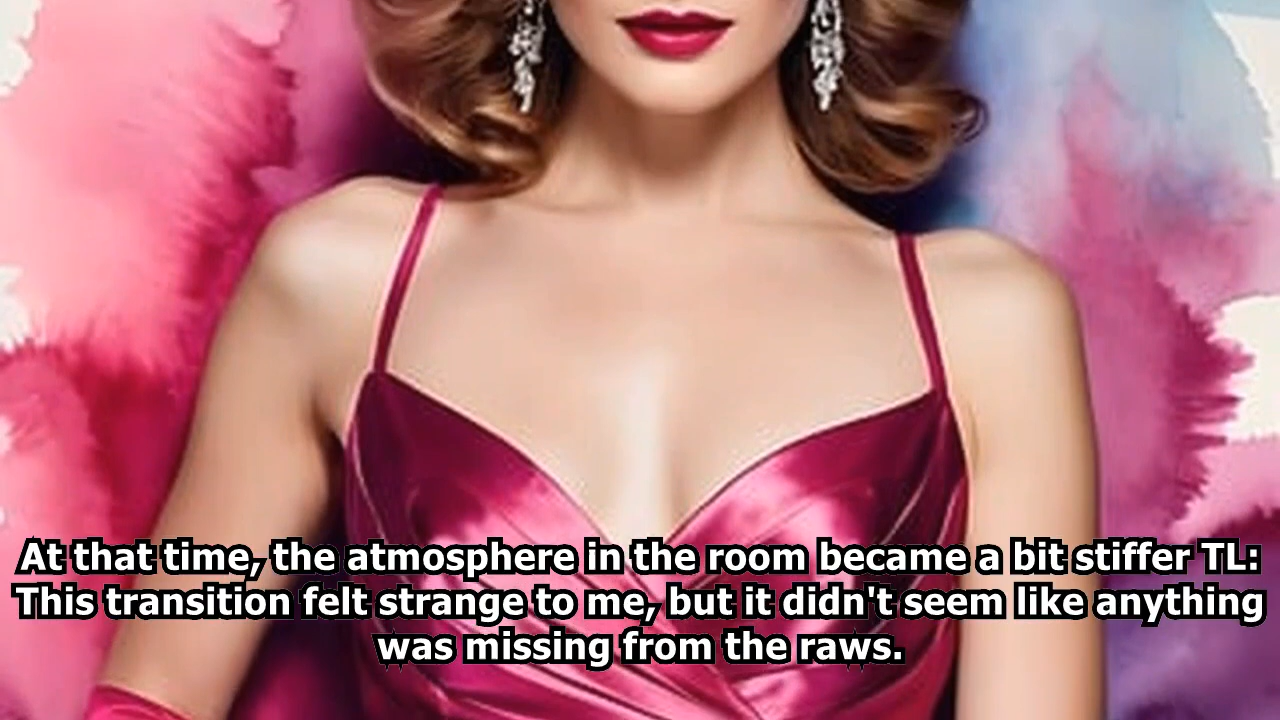 At that time, the atmosphere in the room became a bit stiffer TL:
This transition felt strange to me, but it didn't seem like anything
was missing from the raws.